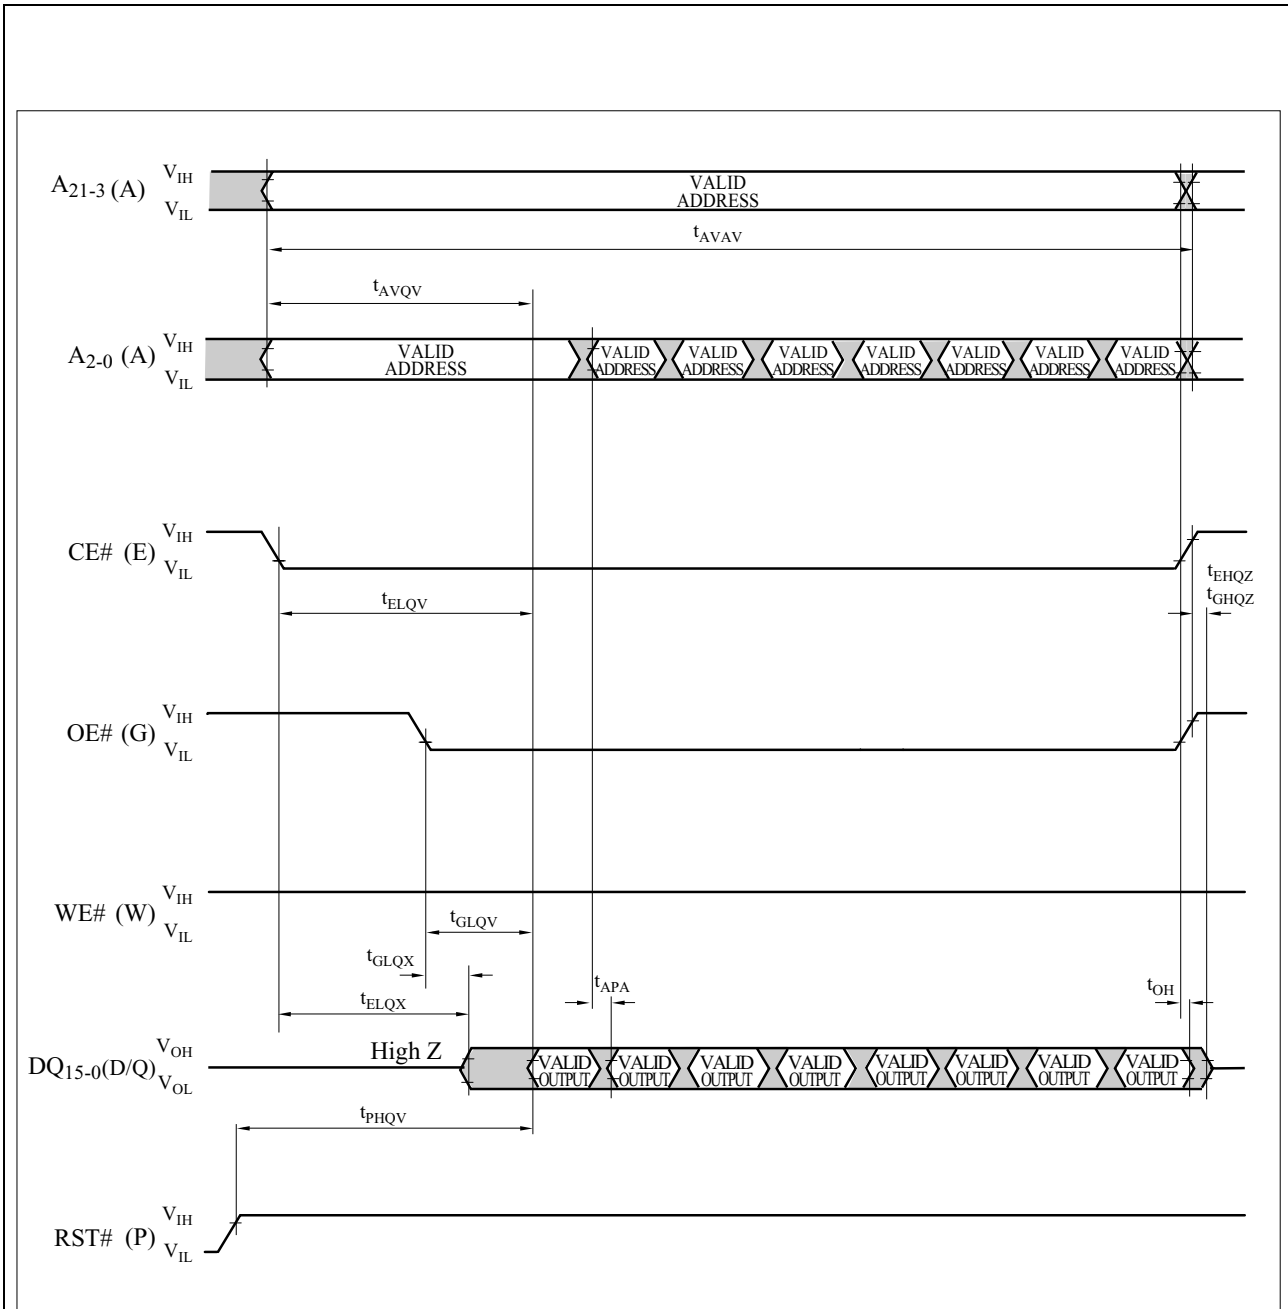 A21-3 (A) VIH
VIL
VALID
ADDRESS
tAVAV
tAVQV
A2-0 (A) VIH
VIL
VALID
ADDRESS
VALID
ADDRESS
VALID
ADDRESS
VALID
ADDRESS
VALID
ADDRESS
VALID
ADDRESS
VALID
ADDRESS
VALID
ADDRESS
CE# (E) VIH
VIL
tELQV
tEHQZ
tGHQZ
OE# (G) VIH
VIL
WE# (W) VIH
VIL
tGLQV
tGLQX
tELQX
tAPA
tOH
DQ15-0(D/Q) VOH
VOL
High Z
VALID
OUTPUT
VALID
OUTPUT
VALID
OUTPUT
VALID
OUTPUT
VALID
OUTPUT
VALID
OUTPUT
VALID
OUTPUT
VALID
OUTPUT
tPHQV
RST# (P) VIH
VIL